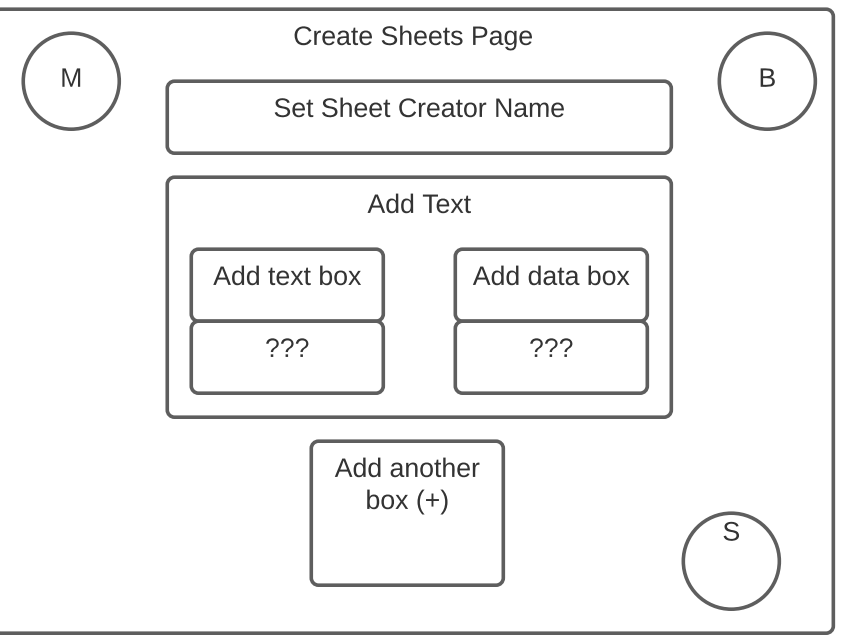 Create Sheets Page
M
B
Set Sheet Creator Name
Add Text
Add text box
Add data box
???
???
Add another
box (+)
S